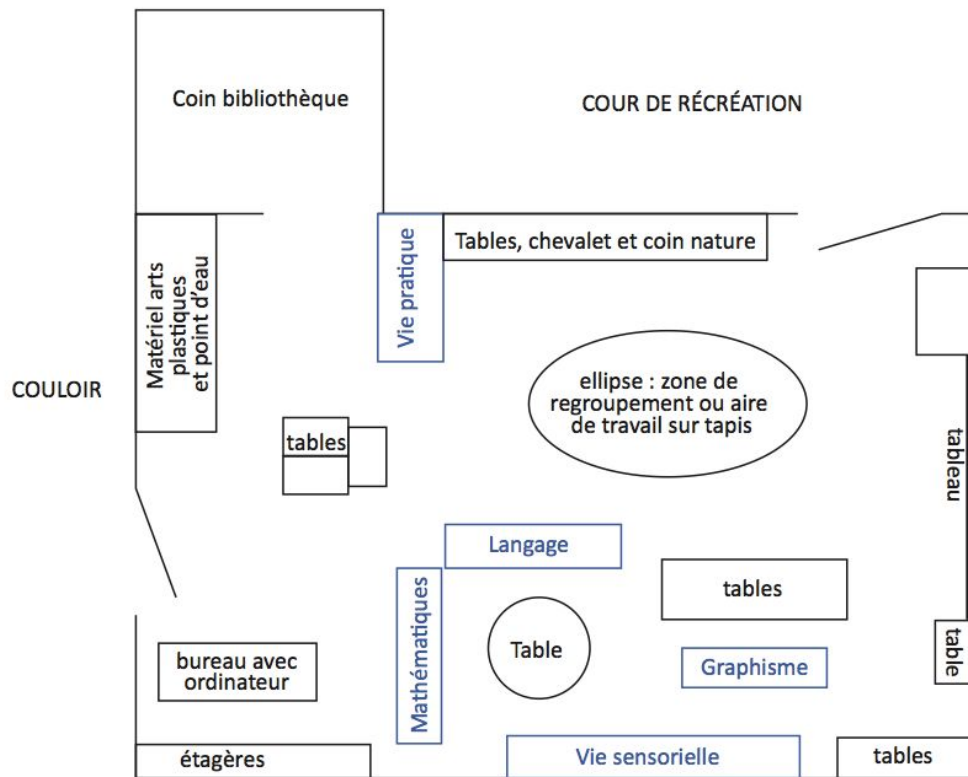 Coin bibliothèque
COUR DE RÉCRÉATION
Matériel arts
plastiques
et point d'eau
Vie pratique
Tables, chevalet et coin nature
COULOIR
ellipse : zone de
regroupement ou aire
de travail sur tapis
tables
tableau
Langage
tables
Mathématiques
Table
table
bureau avec
ordinateur
Graphisme
étagères
Vie sensorielle
tables